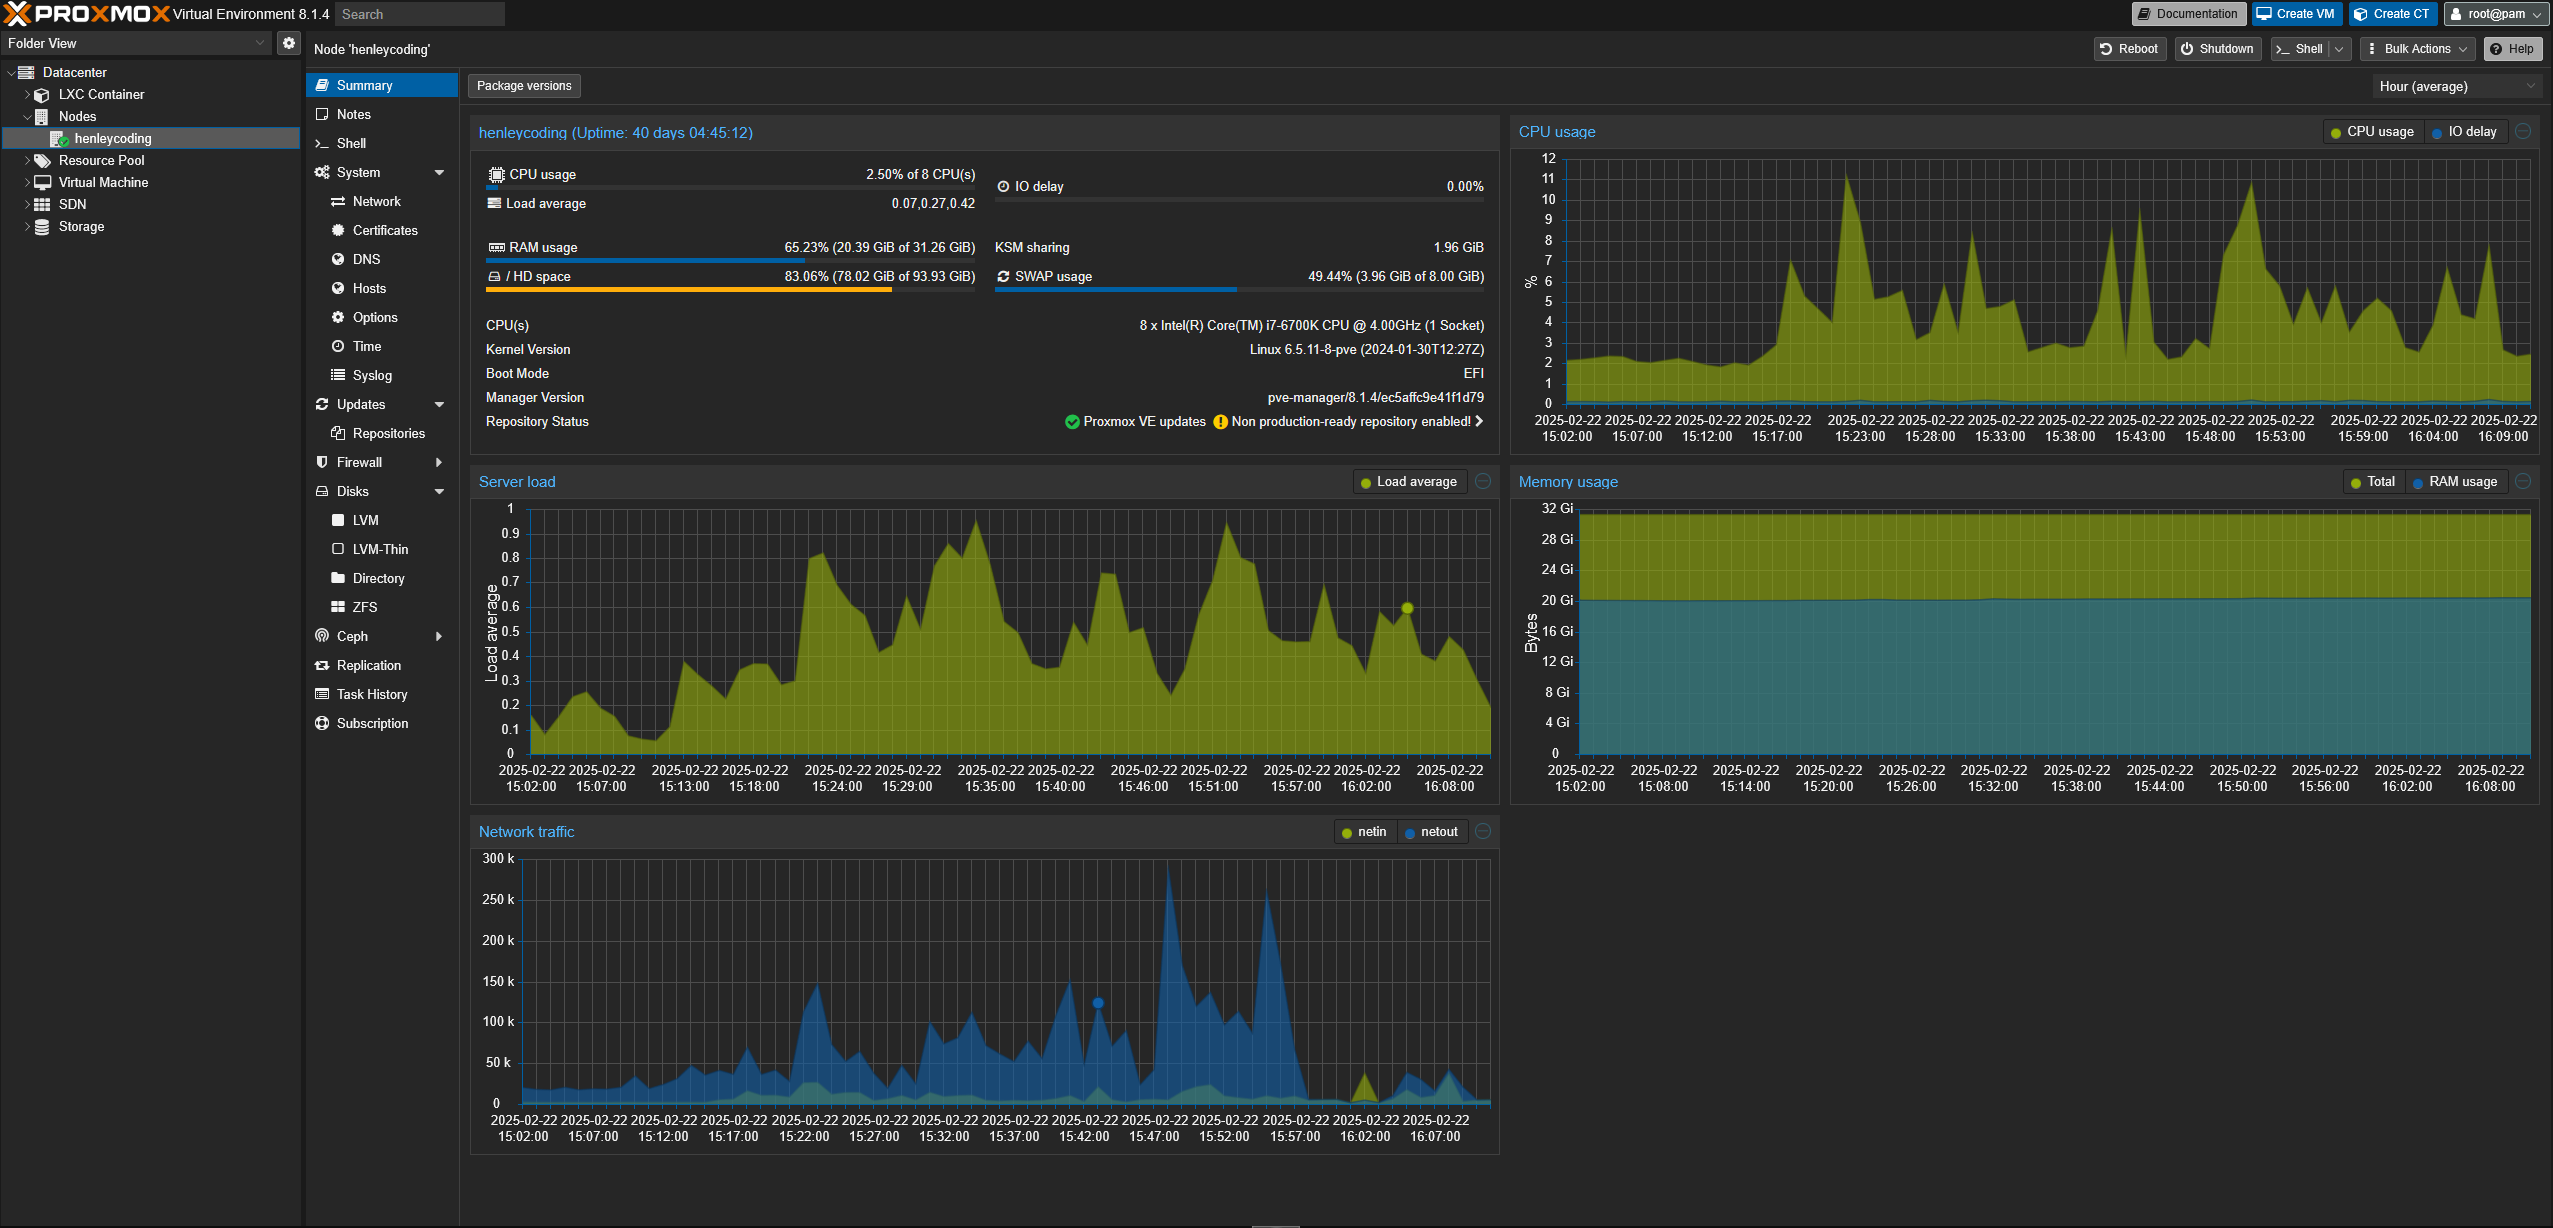 PROXMOX Virtual Environment 8.1.4 Search Documentation Create VM Create CT root@pam
Folder View
Datacenter
LXC Container
Nodes
henleycoding
Resource Pool
Virtual Machine
SDN
Storage
Node 'henleycoding' Reboot Shutdown Shell Bulk Actions Help
Summary
Notes
Shell
System
Network
Certificates
DNS
Hosts
Options
Time
Syslog
Updates
Repositories
Firewall
Disks
LVM
LVM-Thin
Directory
ZFS
Ceph
Replication
Task History
Subscription
Package versions Hour (average)
henleycoding (Uptime: 40 days 04:45:12)
CPU usage 2.50% of 8 CPU(s)
IO delay 0.00%
Load average 0.07,0.27,0.42
RAM usage 65.23% (20.39 GiB of 31.26 GiB)
KSM sharing 1.96 GiB
/ HD space 83.06% (78.02 GiB of 93.93 GiB)
SWAP usage 49.44% (3.96 GiB of 8.00 GiB)
CPU(s) 8 x Intel(R) Core(TM) i7-6700K CPU @ 4.00GHz (1 Socket)
Kernel Version Linux 6.5.11-8-pve (2024-01-30T12:27Z)
Boot Mode EFI
Manager Version pve-manager/8.1.4/ec5affc9e41f1d79
Repository Status Proxmox VE updates Non production-ready repository enabled!
CPU usage CPU usage IO delay
12
11
10
9
8
7
6
5
4
3
2
1
0
%
2025-02-22 2025-02-22 2025-02-22 2025-02-22 2025-02-22 2025-02-22 2025-02-22 2025-02-22 2025-02-22 2025-02-22 2025-02-22 2025-02-22 2025-02-22 2025-02-22
15:02:00 15:07:00 15:12:00 15:17:00 15:23:00 15:28:00 15:33:00 15:38:00 15:43:00 15:48:00 15:53:00 15:59:00 16:04:00 16:09:00
Server load Load average
1
0.9
0.8
0.7
0.6
0.5
0.4
0.3
0.2
0.1
0
Load average
2025-02-22 2025-02-22 2025-02-22 2025-02-22 2025-02-22 2025-02-22 2025-02-22 2025-02-22 2025-02-22 2025-02-22 2025-02-22 2025-02-22 2025-02-22
15:02:00 15:07:00 15:13:00 15:18:00 15:24:00 15:29:00 15:35:00 15:40:00 15:46:00 15:51:00 15:57:00 16:02:00 16:08:00
Memory usage Total RAM usage
32 Gi
28 Gi
24 Gi
20 Gi
16 Gi
12 Gi
8 Gi
4 Gi
0
Bytes
2025-02-22 2025-02-22 2025-02-22 2025-02-22 2025-02-22 2025-02-22 2025-02-22 2025-02-22 2025-02-22 2025-02-22 2025-02-22 2025-02-22
15:02:00 15:08:00 15:14:00 15:20:00 15:26:00 15:32:00 15:38:00 15:44:00 15:50:00 15:56:00 16:02:00 16:08:00
Network traffic netin netout
300 k
250 k
200 k
150 k
100 k
50 k
0
2025-02-22 2025-02-22 2025-02-22 2025-02-22 2025-02-22 2025-02-22 2025-02-22 2025-02-22 2025-02-22 2025-02-22 2025-02-22 2025-02-22 2025-02-22 2025-02-22
15:02:00 15:07:00 15:12:00 15:17:00 15:22:00 15:27:00 15:32:00 15:37:00 15:42:00 15:47:00 15:52:00 15:57:00 16:02:00 16:07:00